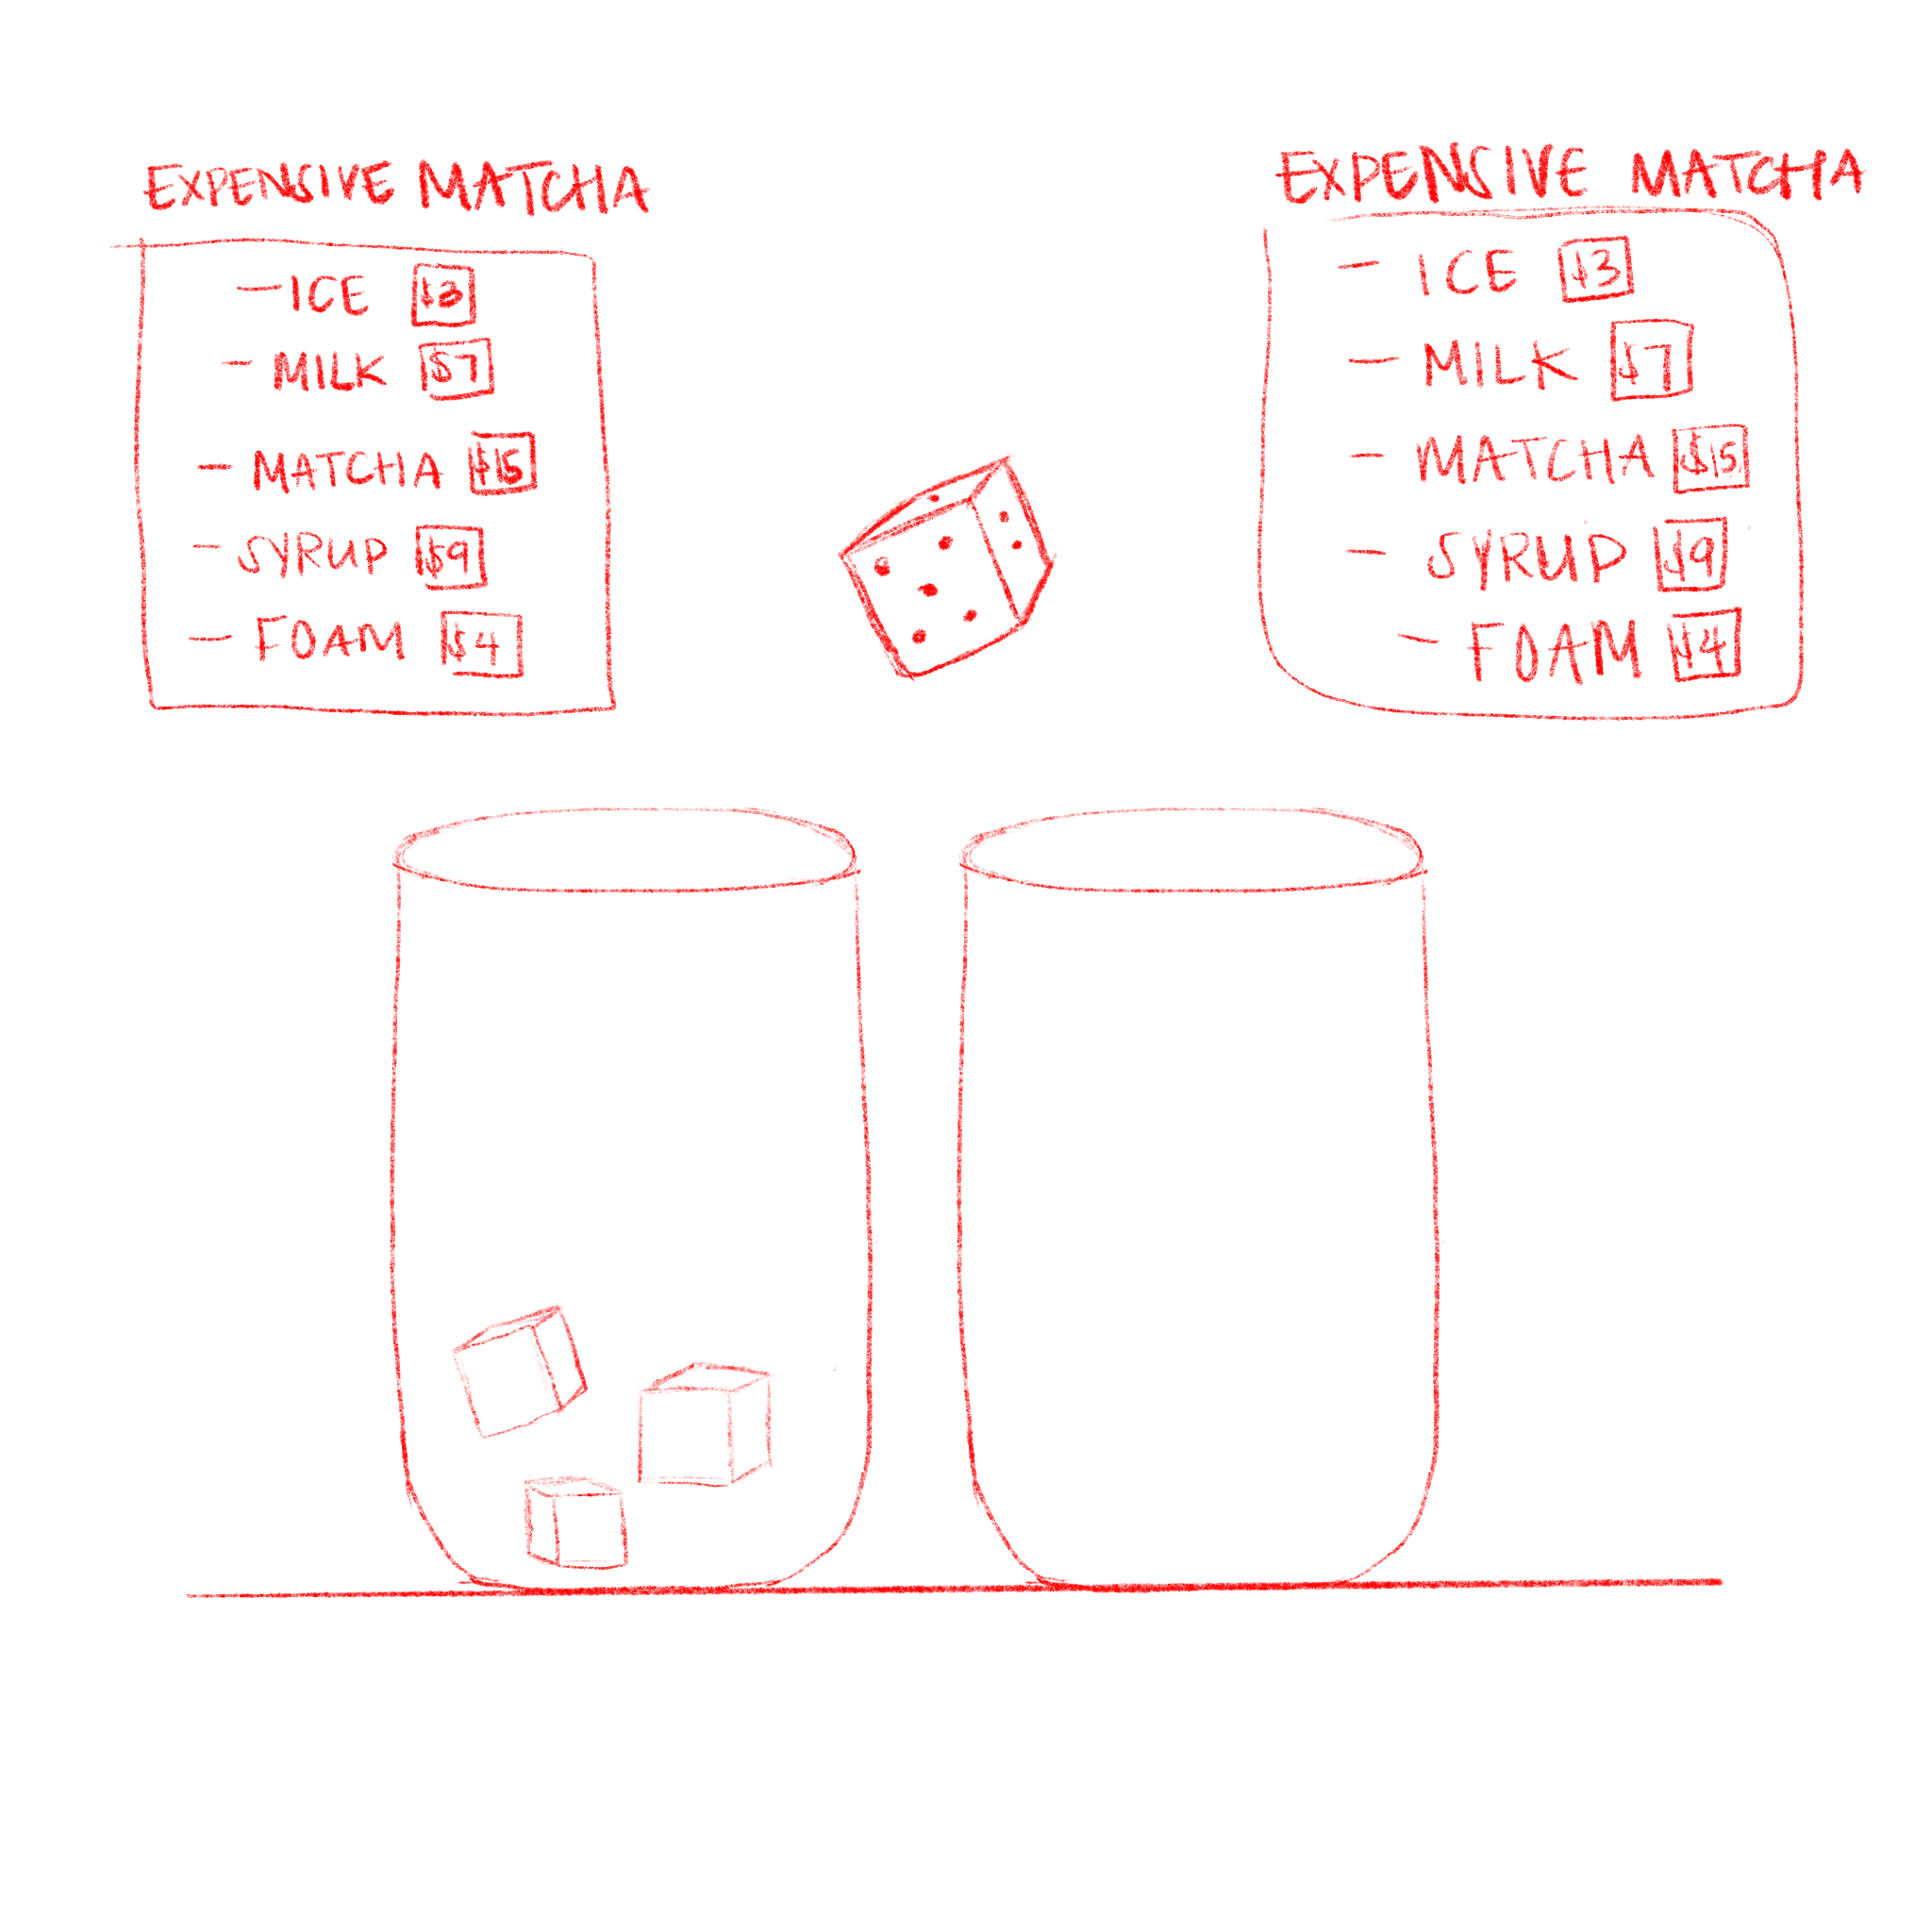 EXPENSIVE MATCHA
- ICE $3
- MILK $7
- MATCHA $15
- SYRUP $9
- FOAM $4
EXPENSIVE MATCHA
- ICE $3
- MILK $7
- MATCHA $15
- SYRUP $9
- FOAM $4